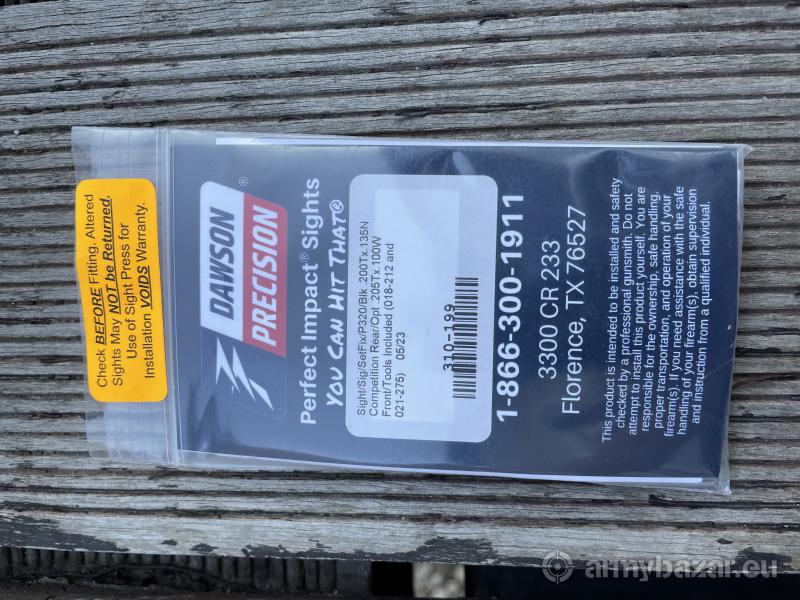 Check BEFORE Fitting. Altered
Sights May NOT be Returned.
Use of Sight Press for
Installation VOIDS Warranty.
DAWSON®
PRECISION
Perfect Impact® Sights
YOU CAN HIT THAT®
Sight/Sig/SetFix/P320/Blk .200Tx.135N
Competition Rear/Opt .205Tx.100W
Front/Tools Included (018-212 and
021-275) 05/23
310-199
1-866-300-1911
3300 CR 233
Florence, TX 76527
This product is intended to be installed and safety
checked by a professional gunsmith. Do not
attempt to install this product yourself. You are
responsible for the ownership, safe handling,
proper transportation, and operation of your
firearm(s). If you need assistance with the safe
handling of your firearm(s), obtain supervision
and instruction from a qualified individual.
armybazar.eu